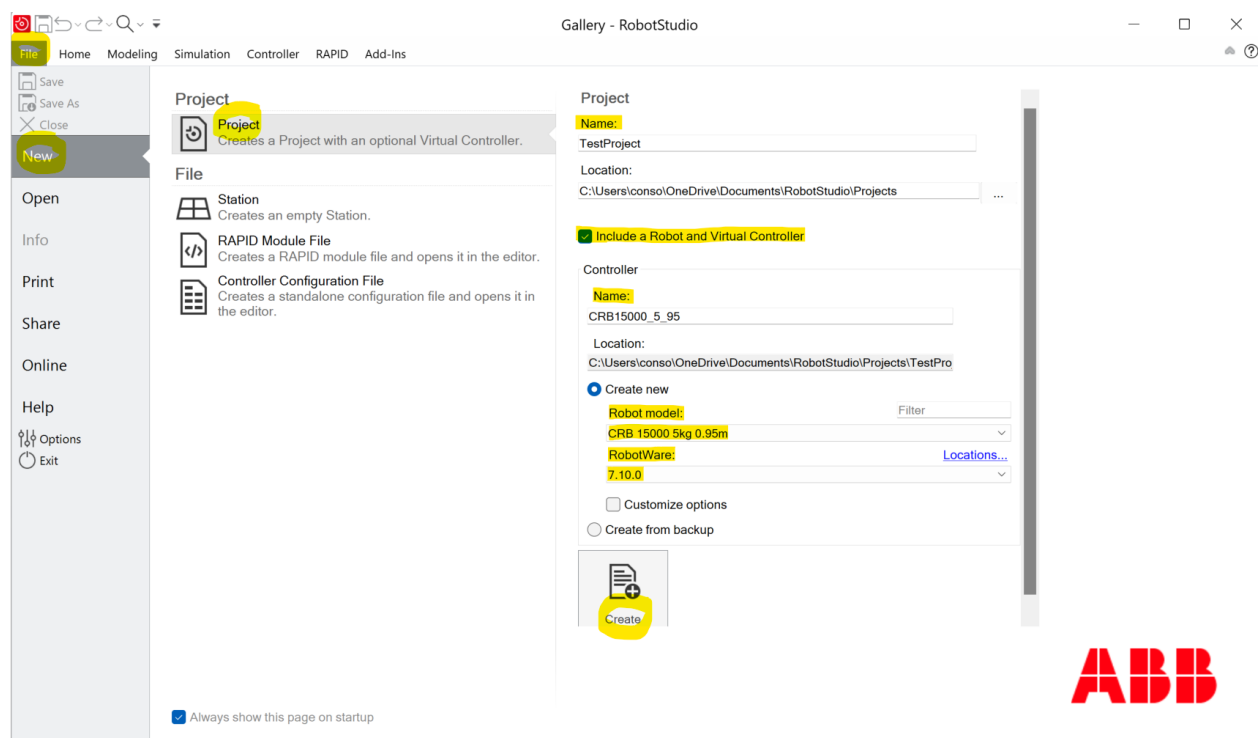 Gallery - RobotStudio
File Home Modeling Simulation Controller RAPID Add-Ins
Save
Save As
Close
New
Open
Info
Print
Share
Online
Help
Options
Exit
Project
Project
Creates a Project with an optional Virtual Controller.
File
Station
Creates an empty Station.
RAPID Module File
Creates a RAPID module file and opens it in the editor.
Controller Configuration File
Creates a standalone configuration file and opens it in
the editor.
Always show this page on startup
Project
Name:
TestProject
Location:
C:\Users\conso\OneDrive\Documents\RobotStudio\Projects
...
Include a Robot and Virtual Controller
Controller
Name:
CRB15000_5_95
Location:
C:\Users\conso\OneDrive\Documents\RobotStudio\Projects\TestPro
Create new
Robot model: Filter
CRB 15000 5kg 0.95m
RobotWare: Locations...
7.10.0
Customize options
Create from backup
Create
ABB